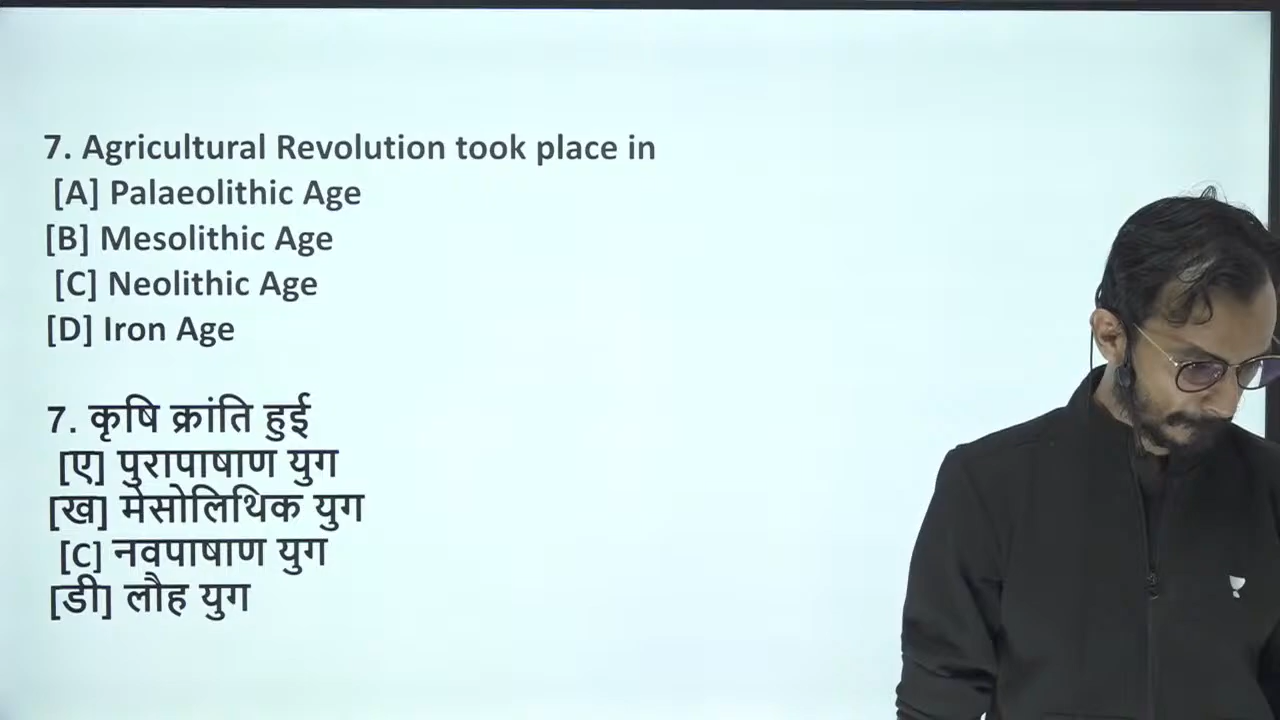 7. Agricultural Revolution took place in
[A] Palaeolithic Age
[B] Mesolithic Age
[C] Neolithic Age
[D] Iron Age
7. कृषि क्रांति हुई
[ए] पुरापाषाण युग
[ख] मेसोलिथिक युग
[C] नवपाषाण युग
[डी] लौह युग